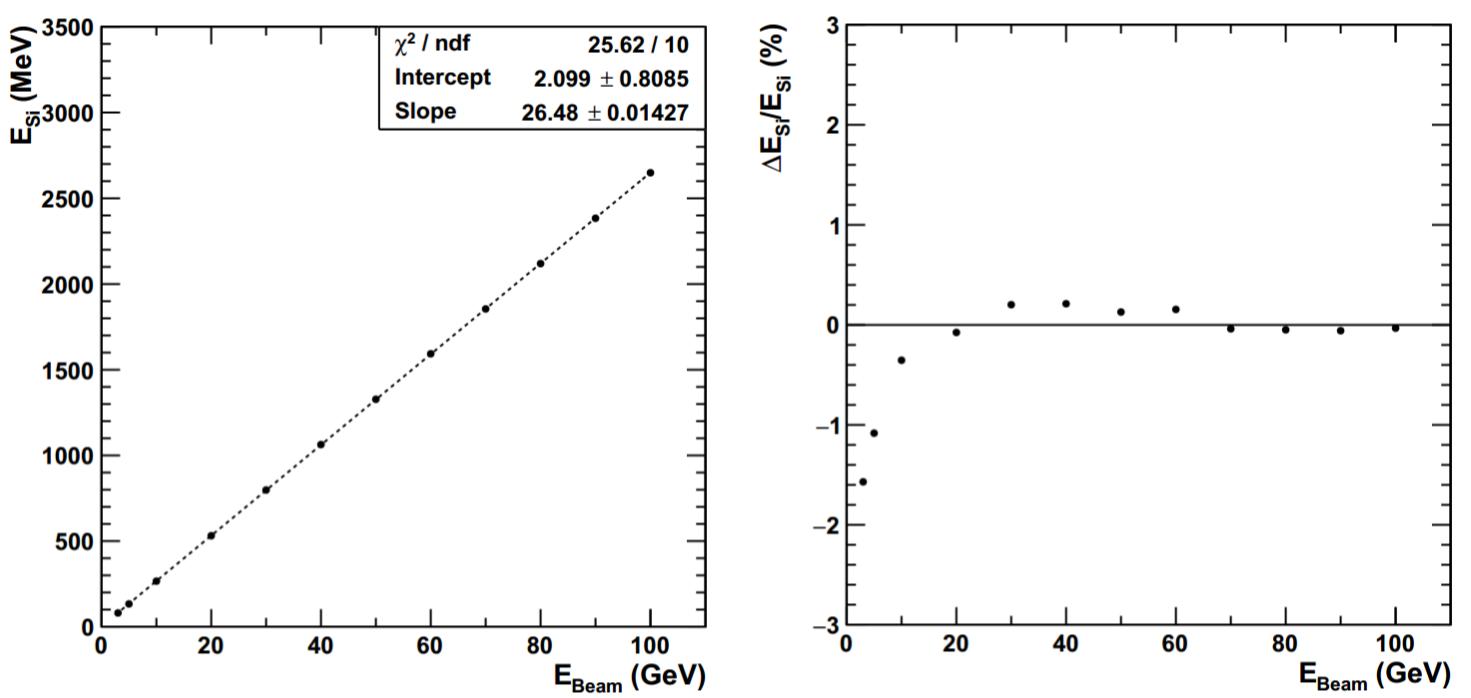 E_Si (MeV)
3500
3000
2500
2000
1500
1000
500
0
χ² / ndf 25.62 / 10
Intercept 2.099 ± 0.8085
Slope 26.48 ± 0.01427
0 20 40 60 80 100
E_Beam (GeV)
ΔE_Si/E_Si (%)
3
2
1
0
−1
−2
−3
0 20 40 60 80 100
E_Beam (GeV)